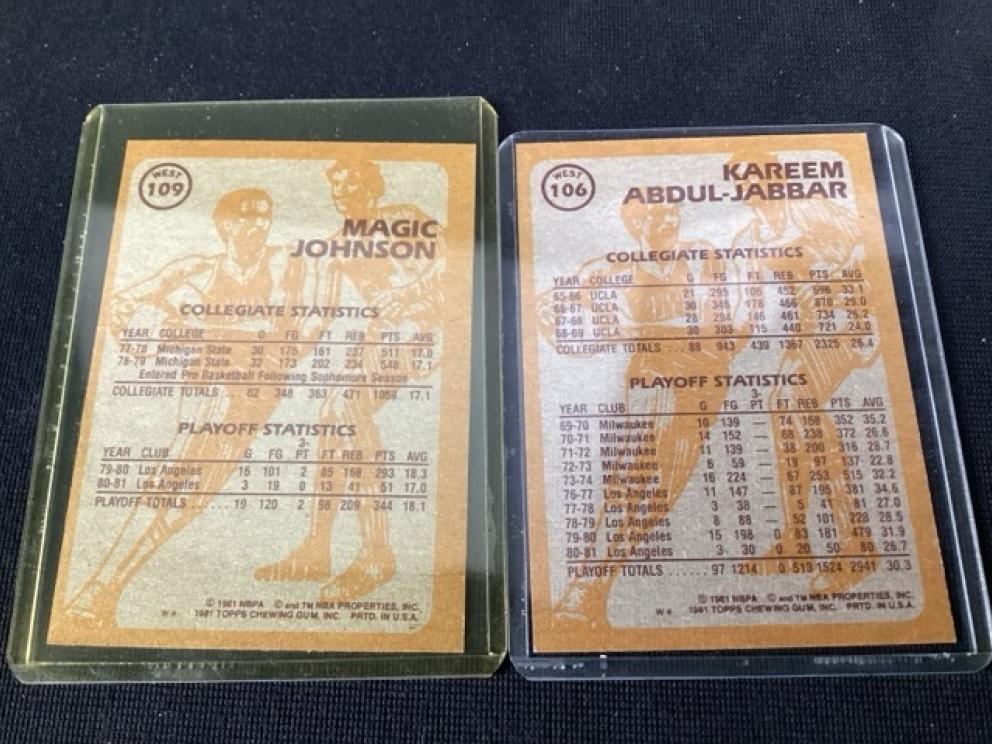 WEST
109
MAGIC
JOHNSON
COLLEGIATE STATISTICS
YEAR COLLEGE G FG FT REB PTS AVG
77-78 Michigan State 30 175 161 237 511 17.0
78-79 Michigan State 32 173 202 234 548 17.1
Entered Pro Basketball Following Sophomore Season
COLLEGIATE TOTALS . . . 62 348 363 471 1059 17.1
PLAYOFF STATISTICS
3-
YEAR CLUB G FG PT FT REB PTS AVG
79-80 Los Angeles 16 101 2 85 168 293 18.3
80-81 Los Angeles 3 19 0 13 41 51 17.0
PLAYOFF TOTALS . . . . . 19 120 2 98 209 344 18.1
© 1981 NBPA © and TM NBA PROPERTIES, INC.
W * 1981 TOPPS CHEWING GUM, INC. PRTD. IN U.S.A.
WEST
106
KAREEM
ABDUL-JABBAR
COLLEGIATE STATISTICS
YEAR COLLEGE G FG FT REB PTS AVG
65-66 UCLA 21 295 106 452 696 33.1
66-67 UCLA 30 346 178 466 870 29.0
67-68 UCLA 28 294 146 461 734 26.2
68-69 UCLA 30 303 115 440 721 24.0
COLLEGIATE TOTALS . . . 88 943 439 1367 2325 26.4
PLAYOFF STATISTICS
3-
YEAR CLUB G FG PT FT REB PTS AVG
69-70 Milwaukee 10 139 — 74 168 352 35.2
70-71 Milwaukee 14 152 — 68 238 372 26.6
71-72 Milwaukee 11 139 — 38 200 316 28.7
72-73 Milwaukee 6 59 — 19 97 137 22.8
73-74 Milwaukee 16 224 — 67 253 515 32.2
76-77 Los Angeles 11 147 — 87 195 381 34.6
77-78 Los Angeles 3 38 — 5 41 81 27.0
78-79 Los Angeles 8 88 — 52 101 228 28.5
79-80 Los Angeles 15 198 0 83 181 479 31.9
80-81 Los Angeles 3 30 0 20 50 80 26.7
PLAYOFF TOTALS . . . . . . 97 1214 0 513 1524 2941 30.3
© 1981 NBPA © and TM NBA PROPERTIES, INC.
W * 1981 TOPPS CHEWING GUM, INC. PRTD. IN U.S.A.